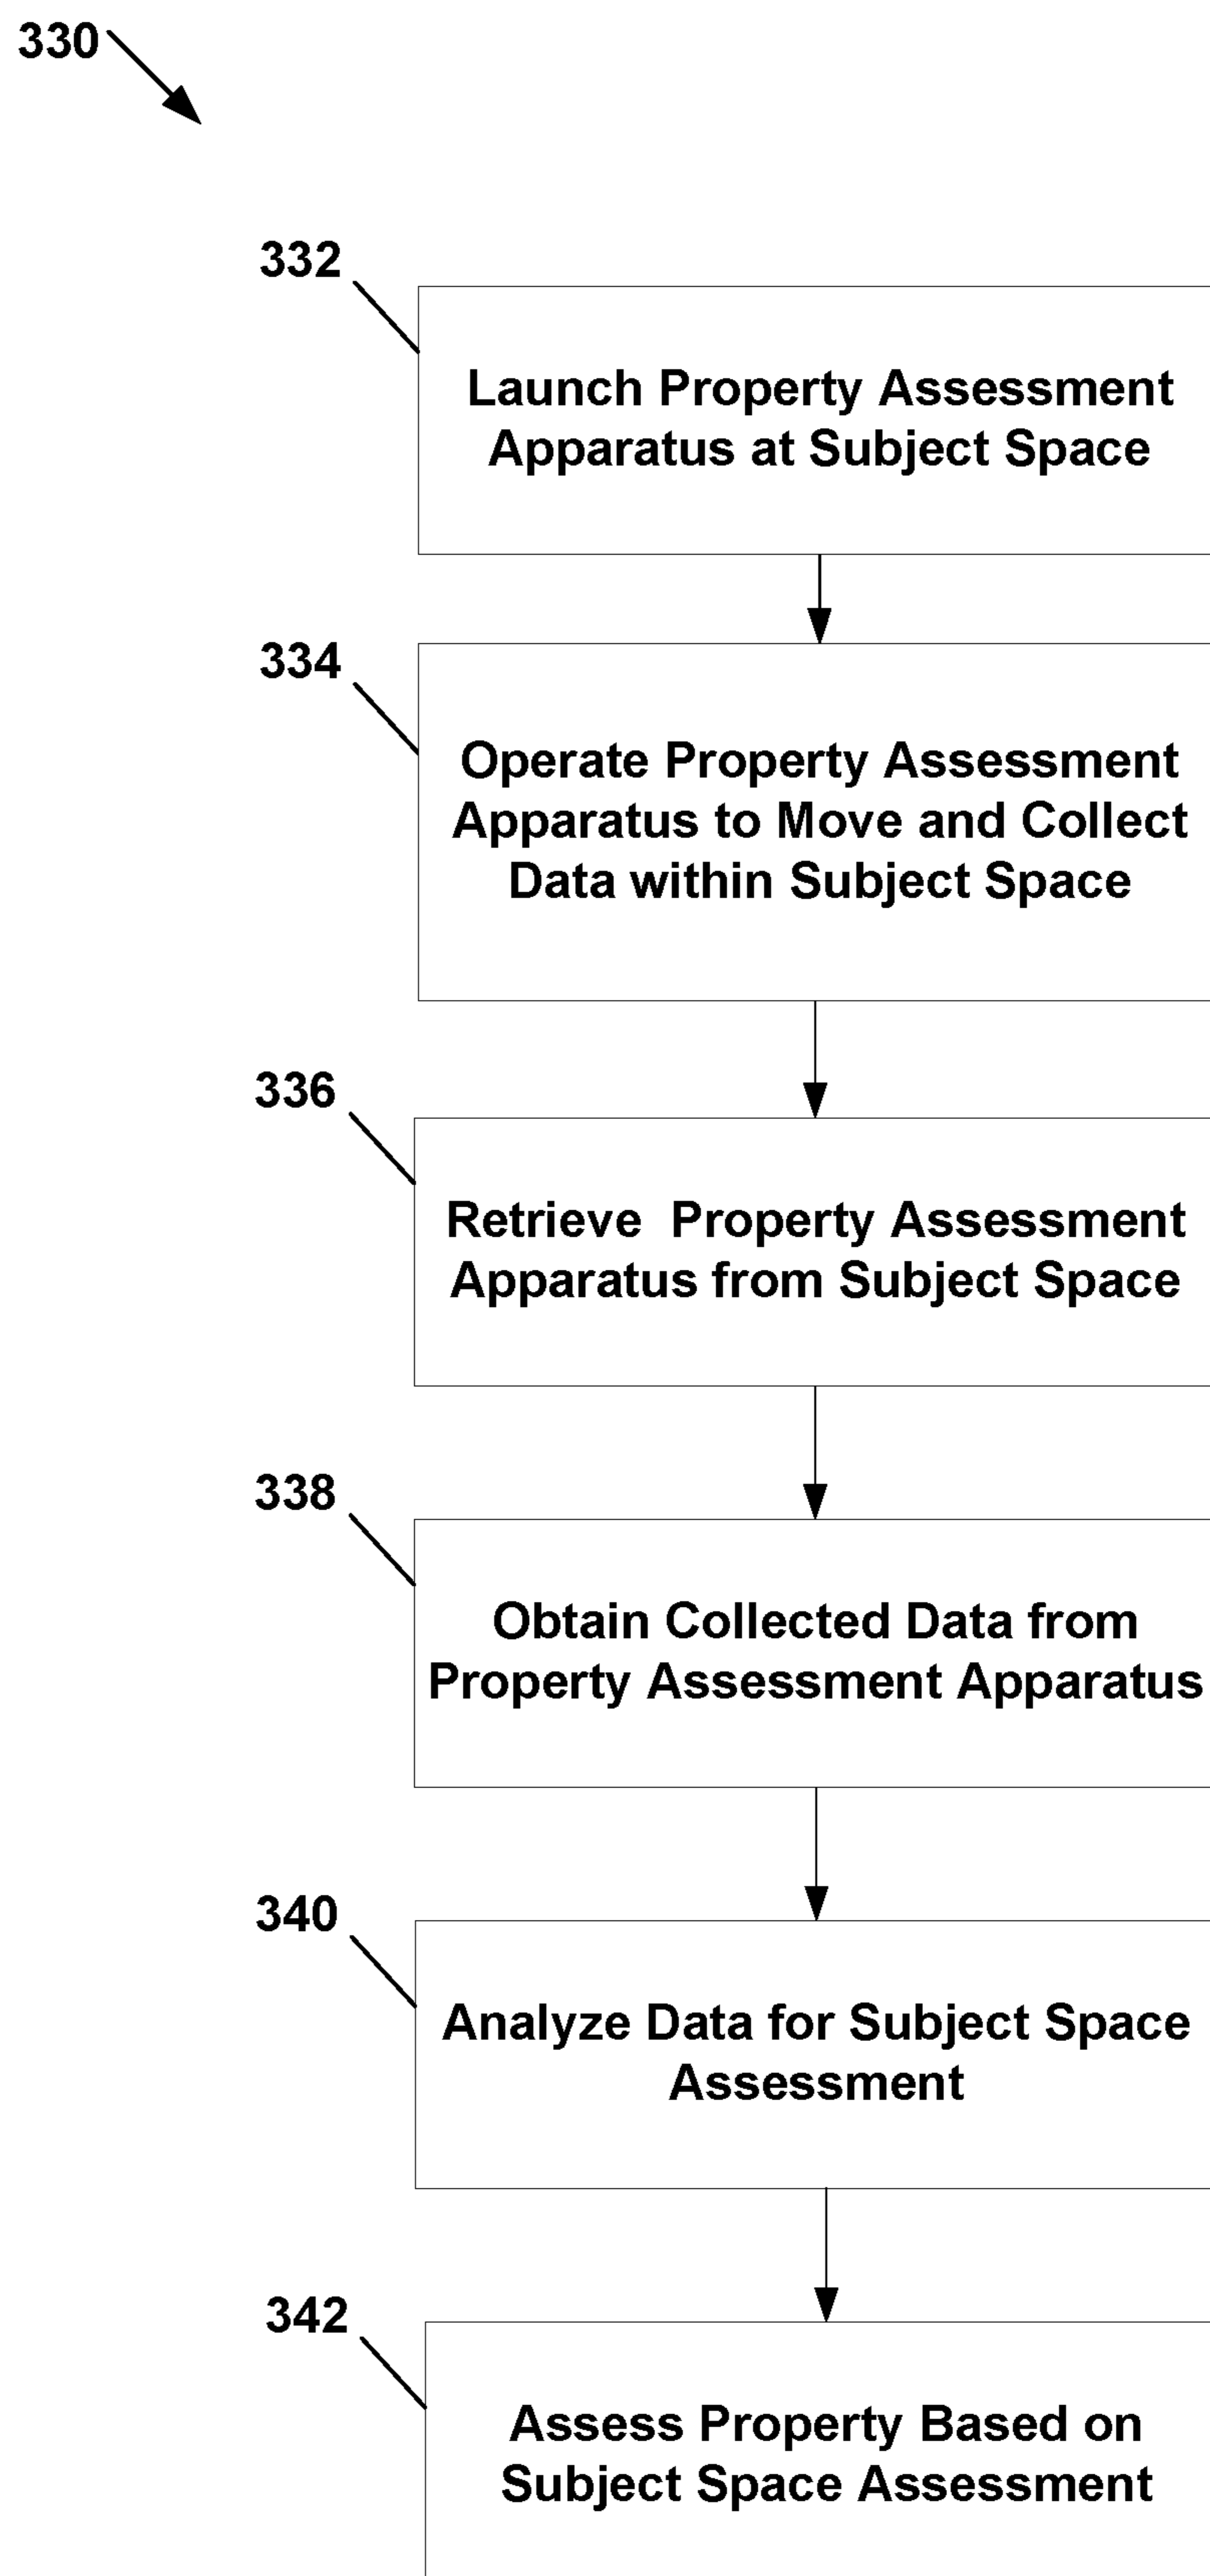 330
332
Launch Property Assessment
Apparatus at Subject Space
334
Operate Property Assessment
Apparatus to Move and Collect
Data within Subject Space
336
Retrieve Property Assessment
Apparatus from Subject Space
338
Obtain Collected Data from
Property Assessment Apparatus
340
Analyze Data for Subject Space
Assessment
342
Assess Property Based on
Subject Space Assessment